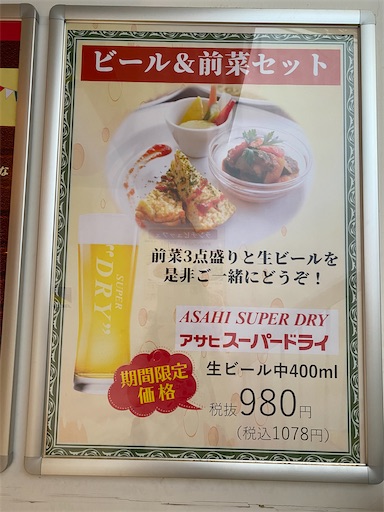 ビール＆前菜セット
前菜3点盛りと生ビールを
是非ご一緒にどうぞ！
SUPER
"DRY"
ASAHI SUPER DRY
アサヒスーパードライ
生ビール中400ml
期間限定
価格
税抜980円
(税込1078円)
な